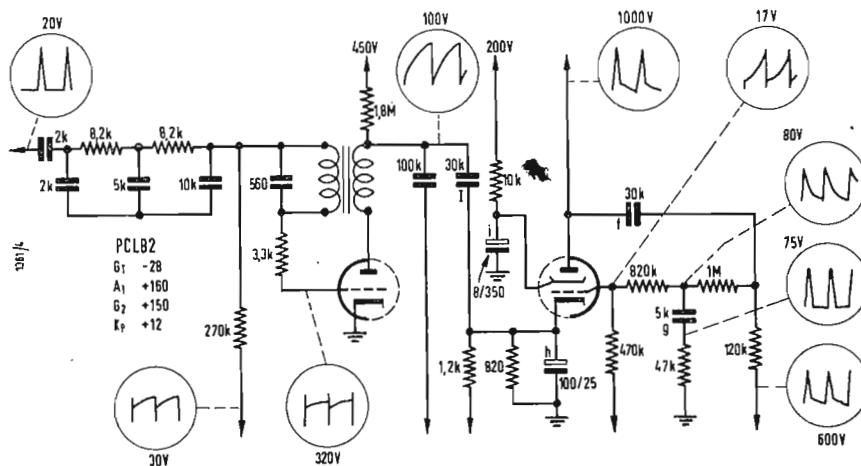 20V
450V
100V
200V
1000V
17V
80V
75V
600V
2k
8,2k
8,2k
2k
5k
10k
560
3,3k
1,8M
100k
30k
I
10k
i
8/350
30k
f
820k
1M
5k
g
47k
120k
470k
h
100/25
820
1,2k
270k
1381/4
PCL82
G1 -28
A1 +160
G2 +150
KP +12
30V
320V